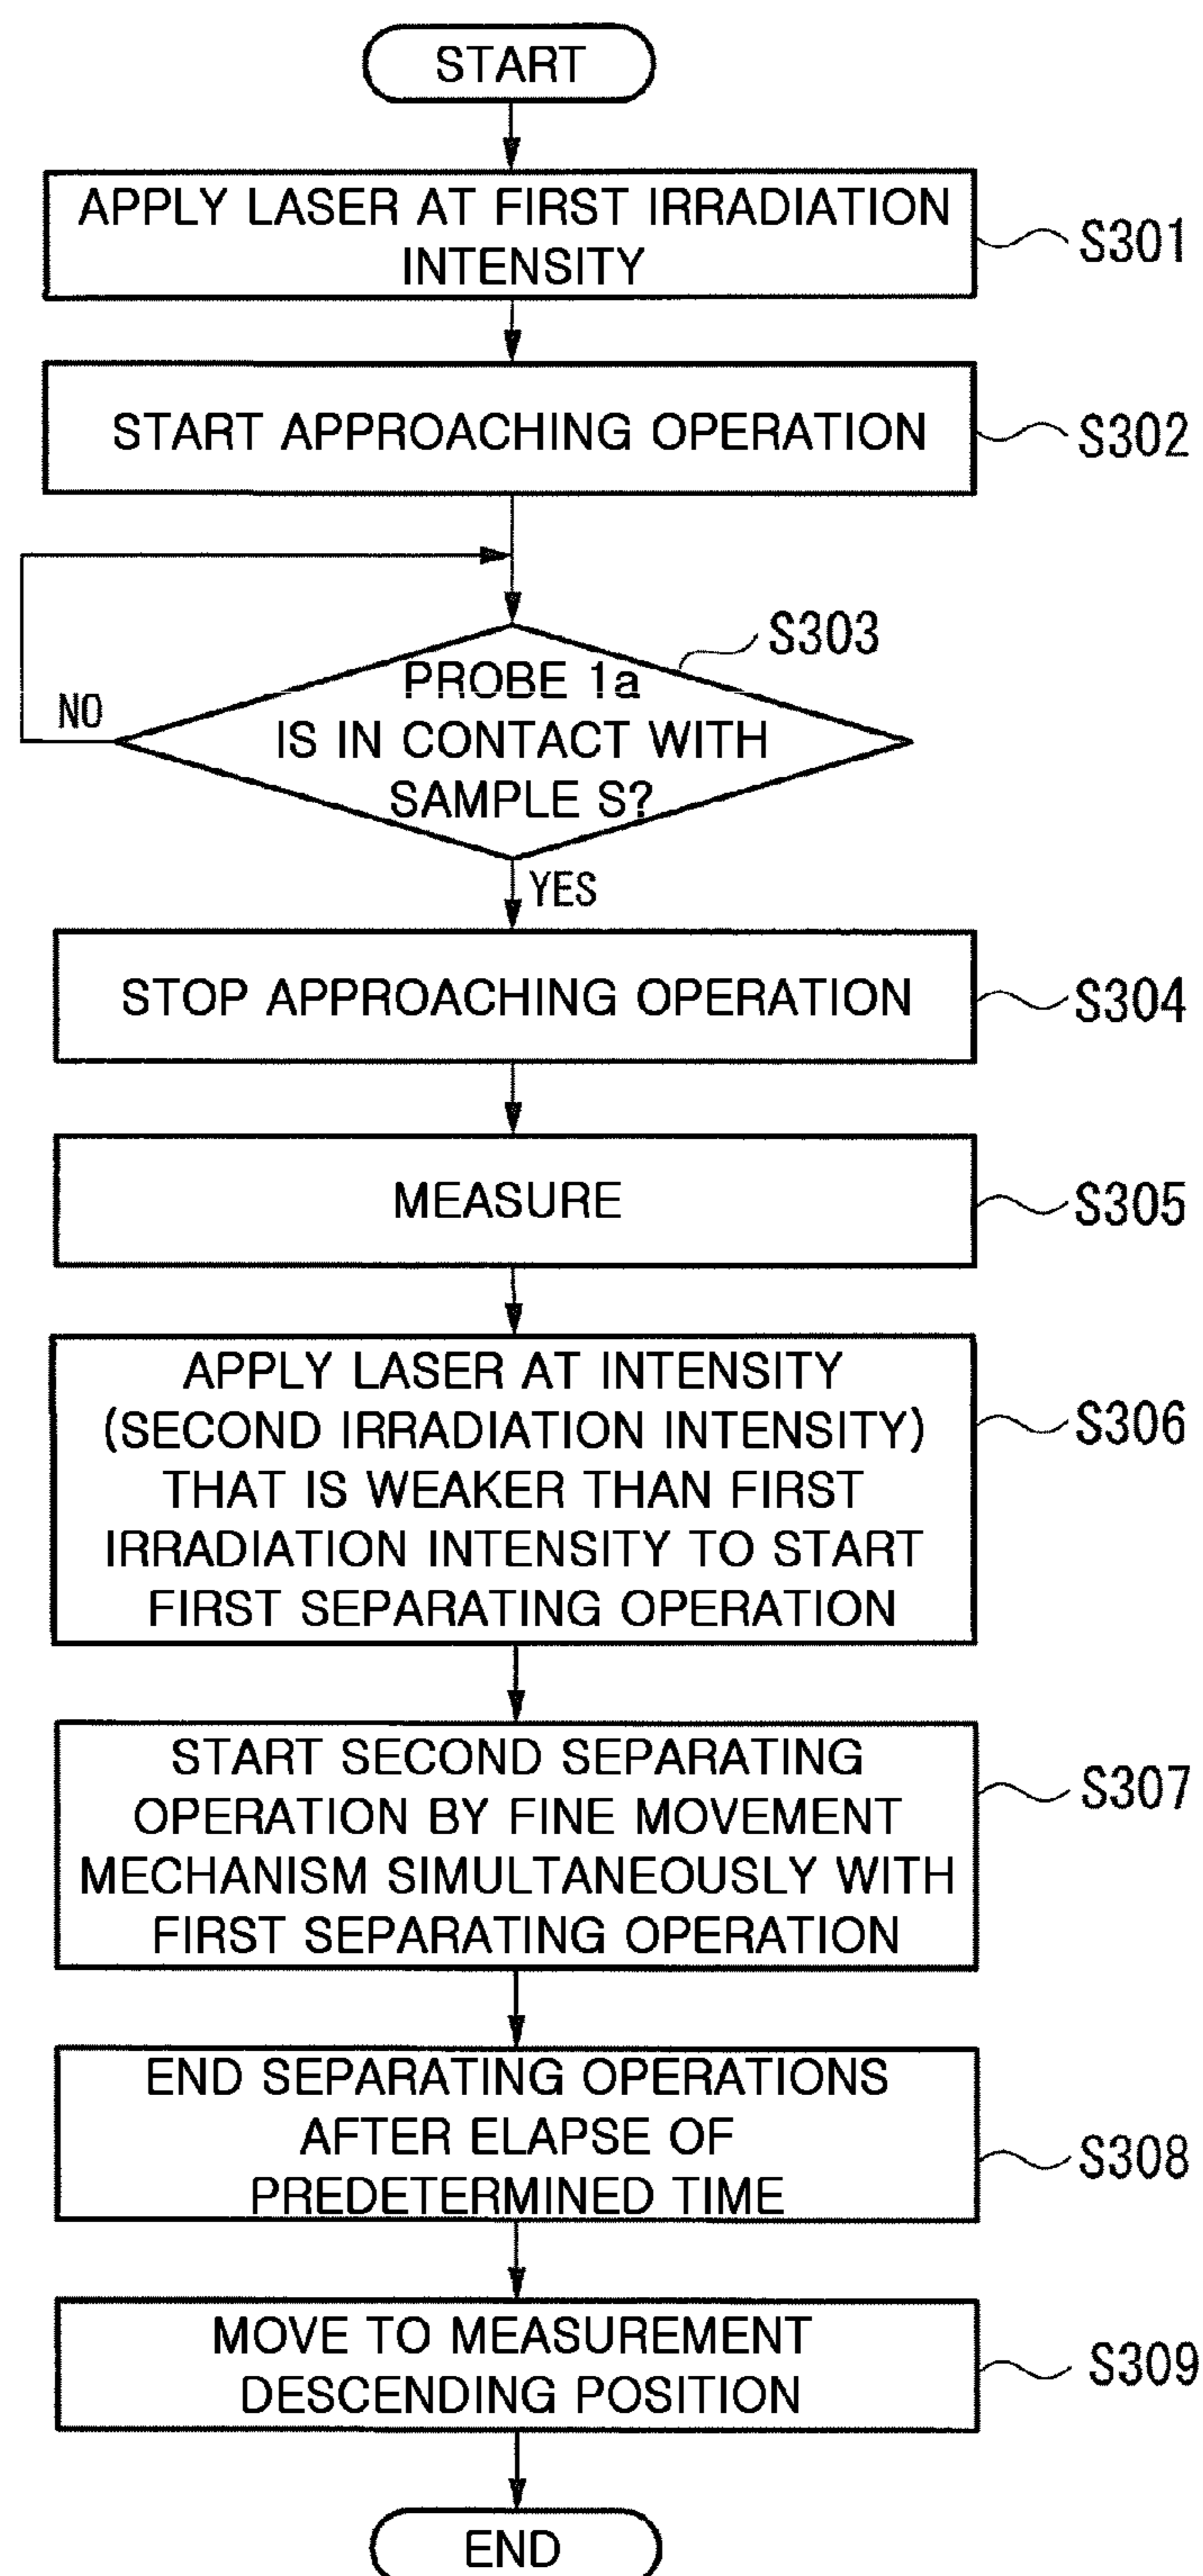 START
APPLY LASER AT FIRST IRRADIATION
INTENSITY
S301
START APPROACHING OPERATION
S302
S303
PROBE 1a
IS IN CONTACT WITH
SAMPLE S?
NO
YES
STOP APPROACHING OPERATION
S304
MEASURE
S305
APPLY LASER AT INTENSITY
(SECOND IRRADIATION INTENSITY)
THAT IS WEAKER THAN FIRST
IRRADIATION INTENSITY TO START
FIRST SEPARATING OPERATION
S306
START SECOND SEPARATING
OPERATION BY FINE MOVEMENT
MECHANISM SIMULTANEOUSLY WITH
FIRST SEPARATING OPERATION
S307
END SEPARATING OPERATIONS
AFTER ELAPSE OF
PREDETERMINED TIME
S308
MOVE TO MEASUREMENT
DESCENDING POSITION
S309
END